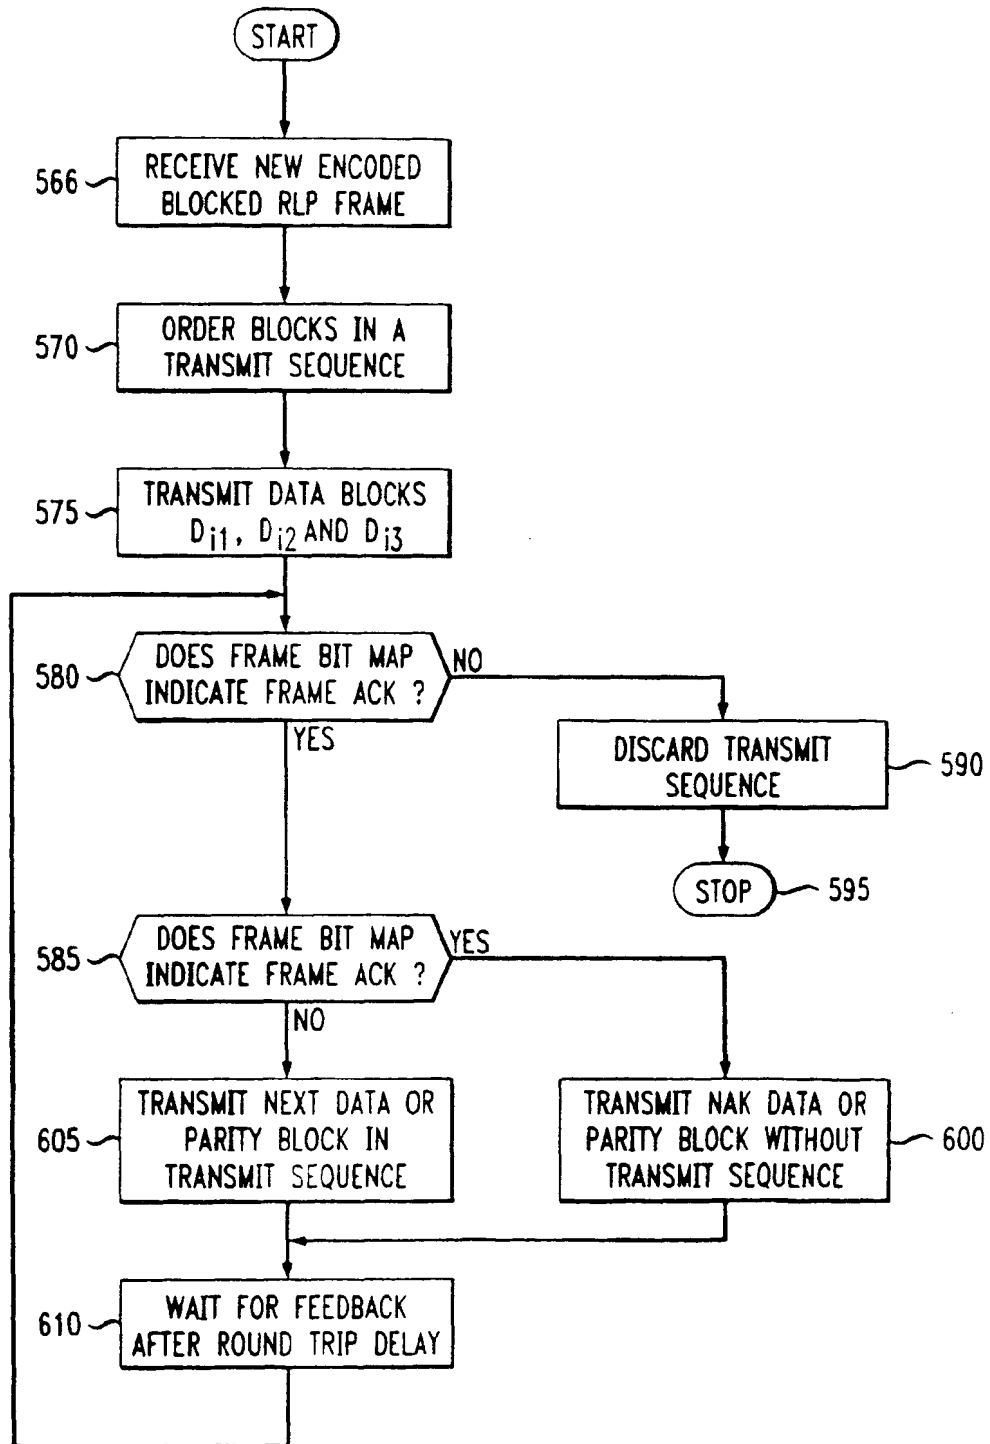 START
566
RECEIVE NEW ENCODED
BLOCKED RLP FRAME
570
ORDER BLOCKS IN A
TRANSMIT SEQUENCE
575
TRANSMIT DATA BLOCKS
Di1, Di2 AND Di3
580
DOES FRAME BIT MAP
INDICATE FRAME ACK ?
NO
YES
DISCARD TRANSMIT
SEQUENCE
590
STOP
595
585
DOES FRAME BIT MAP
INDICATE FRAME ACK ?
YES
NO
605
TRANSMIT NEXT DATA OR
PARITY BLOCK IN
TRANSMIT SEQUENCE
TRANSMIT NAK DATA OR
PARITY BLOCK WITHOUT
TRANSMIT SEQUENCE
600
610
WAIT FOR FEEDBACK
AFTER ROUND TRIP DELAY